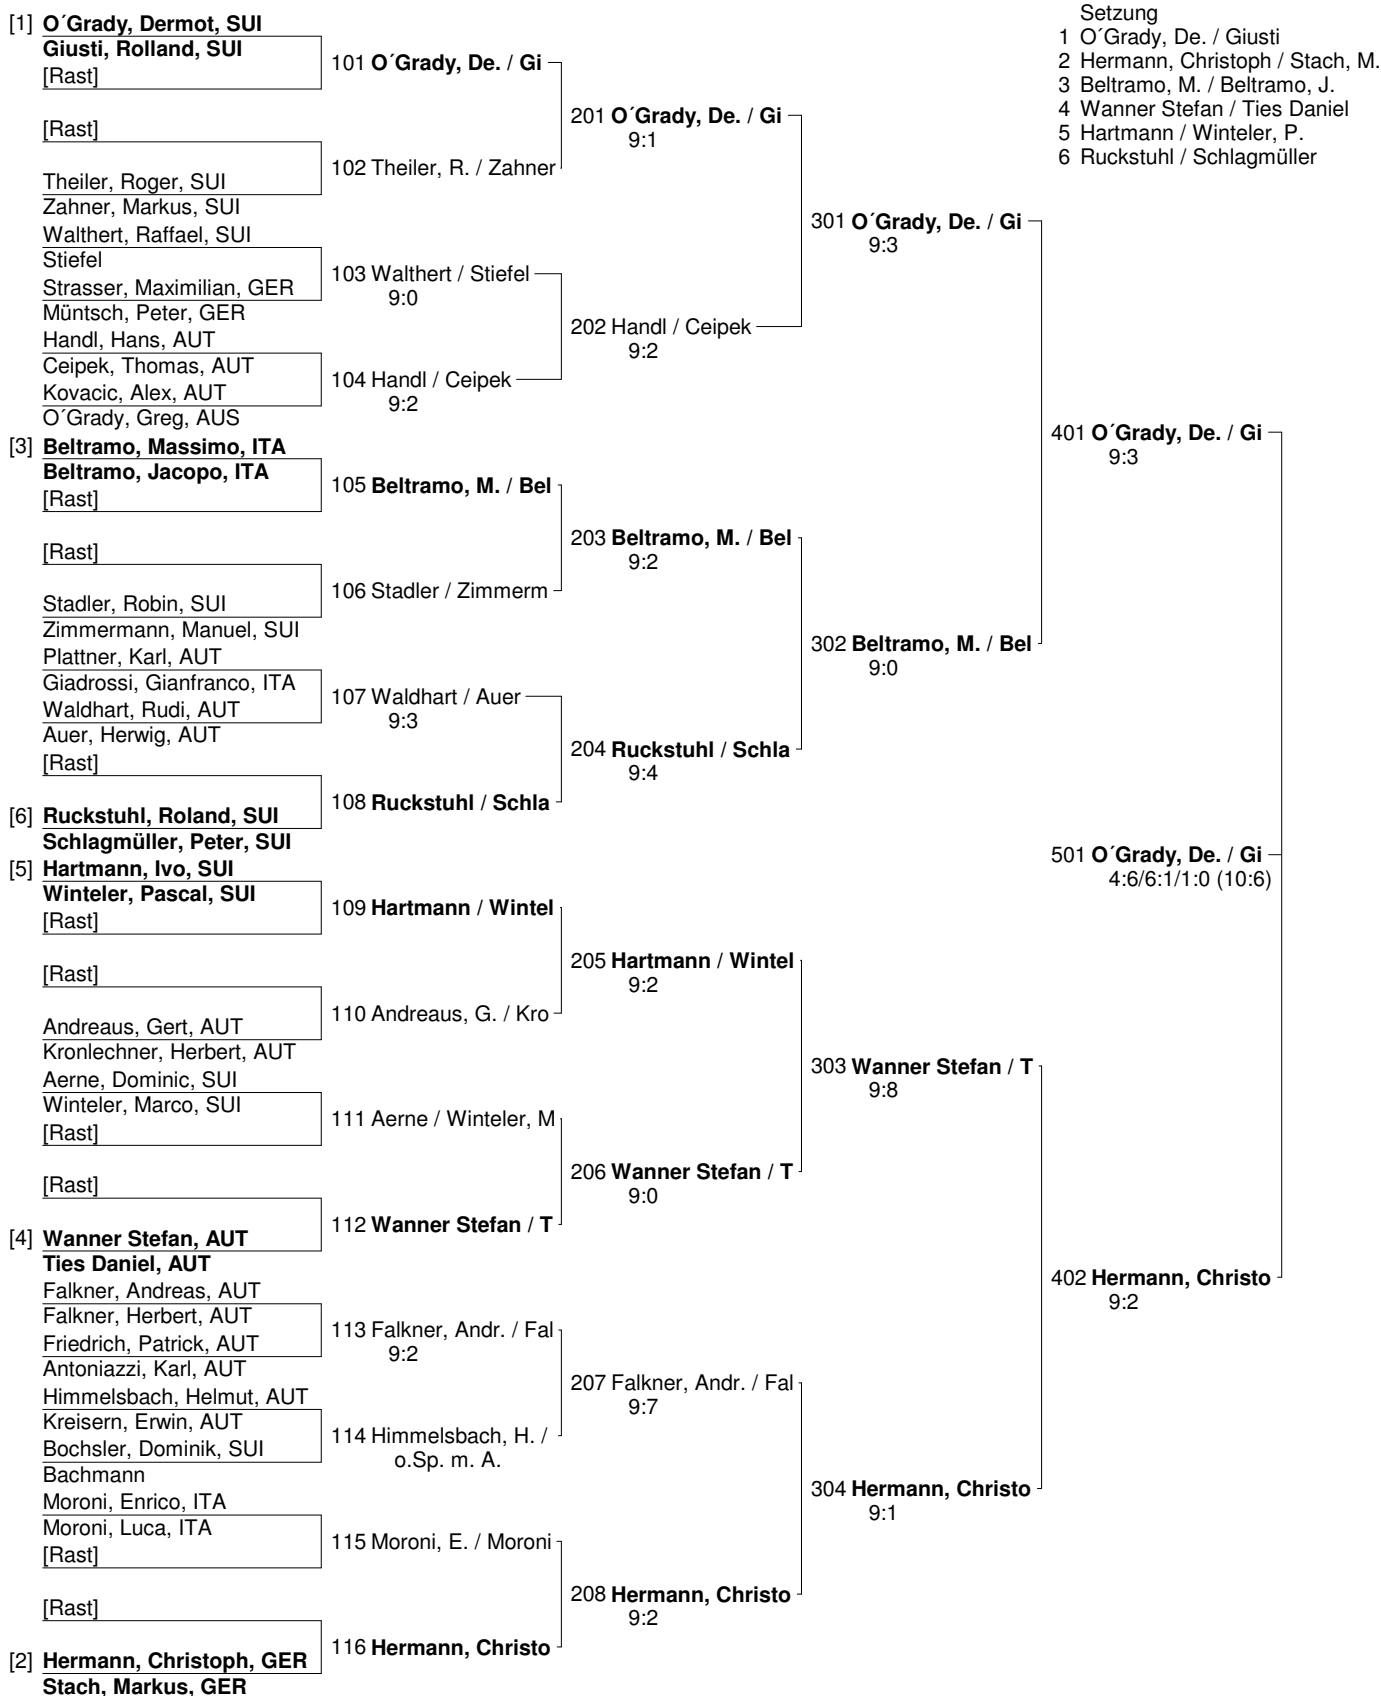 [1] O´Grady, Dermot, SUI
Giusti, Rolland, SUI
[Rast]
[Rast]
Theiler, Roger, SUI
Zahner, Markus, SUI
Walthert, Raffael, SUI
Stiefel
Strasser, Maximilian, GER
Müntsch, Peter, GER
Handl, Hans, AUT
Ceipek, Thomas, AUT
Kovacic, Alex, AUT
O´Grady, Greg, AUS
[3] Beltramo, Massimo, ITA
Beltramo, Jacopo, ITA
[Rast]
[Rast]
Stadler, Robin, SUI
Zimmermann, Manuel, SUI
Plattner, Karl, AUT
Giadrossi, Gianfranco, ITA
Waldhart, Rudi, AUT
Auer, Herwig, AUT
[Rast]
[6] Ruckstuhl, Roland, SUI
Schlagmüller, Peter, SUI
[5] Hartmann, Ivo, SUI
Winteler, Pascal, SUI
[Rast]
[Rast]
Andreaus, Gert, AUT
Kronlechner, Herbert, AUT
Aerne, Dominic, SUI
Winteler, Marco, SUI
[Rast]
[Rast]
[4] Wanner Stefan, AUT
Ties Daniel, AUT
Falkner, Andreas, AUT
Falkner, Herbert, AUT
Friedrich, Patrick, AUT
Antoniazzi, Karl, AUT
Himmelsbach, Helmut, AUT
Kreisern, Erwin, AUT
Bochsler, Dominik, SUI
Bachmann
Moroni, Enrico, ITA
Moroni, Luca, ITA
[Rast]
[Rast]
[2] Hermann, Christoph, GER
Stach, Markus, GER
101 O´Grady, De. / Gi
102 Theiler, R. / Zahner
103 Walthert / Stiefel
9:0
104 Handl / Ceipek
9:2
105 Beltramo, M. / Bel
106 Stadler / Zimmerm
107 Waldhart / Auer
9:3
108 Ruckstuhl / Schla
109 Hartmann / Wintel
110 Andreaus, G. / Kro
111 Aerne / Winteler, M
112 Wanner Stefan / T
113 Falkner, Andr. / Fal
9:2
114 Himmelsbach, H. /
o.Sp. m. A.
115 Moroni, E. / Moroni
116 Hermann, Christo
201 O´Grady, De. / Gi
9:1
202 Handl / Ceipek
9:2
203 Beltramo, M. / Bel
9:2
204 Ruckstuhl / Schla
9:4
205 Hartmann / Wintel
9:2
206 Wanner Stefan / T
9:0
207 Falkner, Andr. / Fal
9:7
208 Hermann, Christo
9:2
301 O´Grady, De. / Gi
9:3
302 Beltramo, M. / Bel
9:0
303 Wanner Stefan / T
9:8
304 Hermann, Christo
9:1
401 O´Grady, De. / Gi
9:3
402 Hermann, Christo
9:2
501 O´Grady, De. / Gi
4:6/6:1/1:0 (10:6)
Setzung
1 O´Grady, De. / Giusti
2 Hermann, Christoph / Stach, M.
3 Beltramo, M. / Beltramo, J.
4 Wanner Stefan / Ties Daniel
5 Hartmann / Winteler, P.
6 Ruckstuhl / Schlagmüller